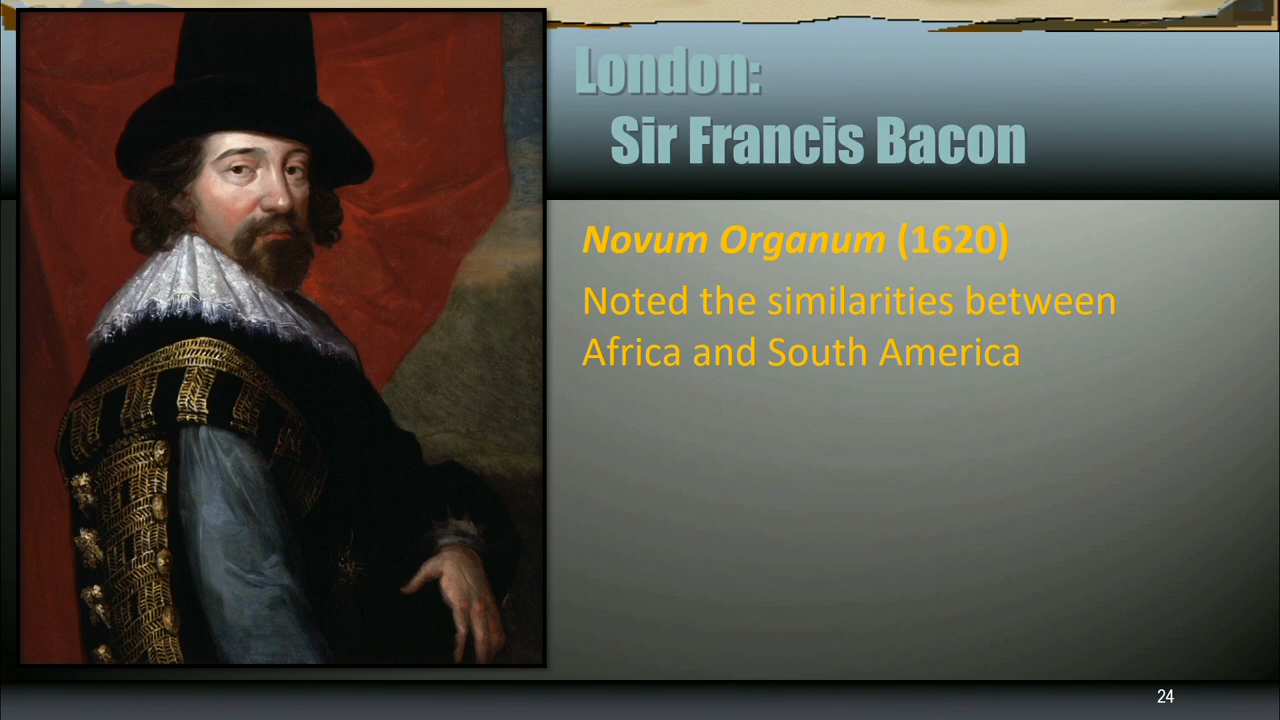 London:
Sir Francis Bacon
Novum Organum (1620)
Noted the similarities between
Africa and South America
24